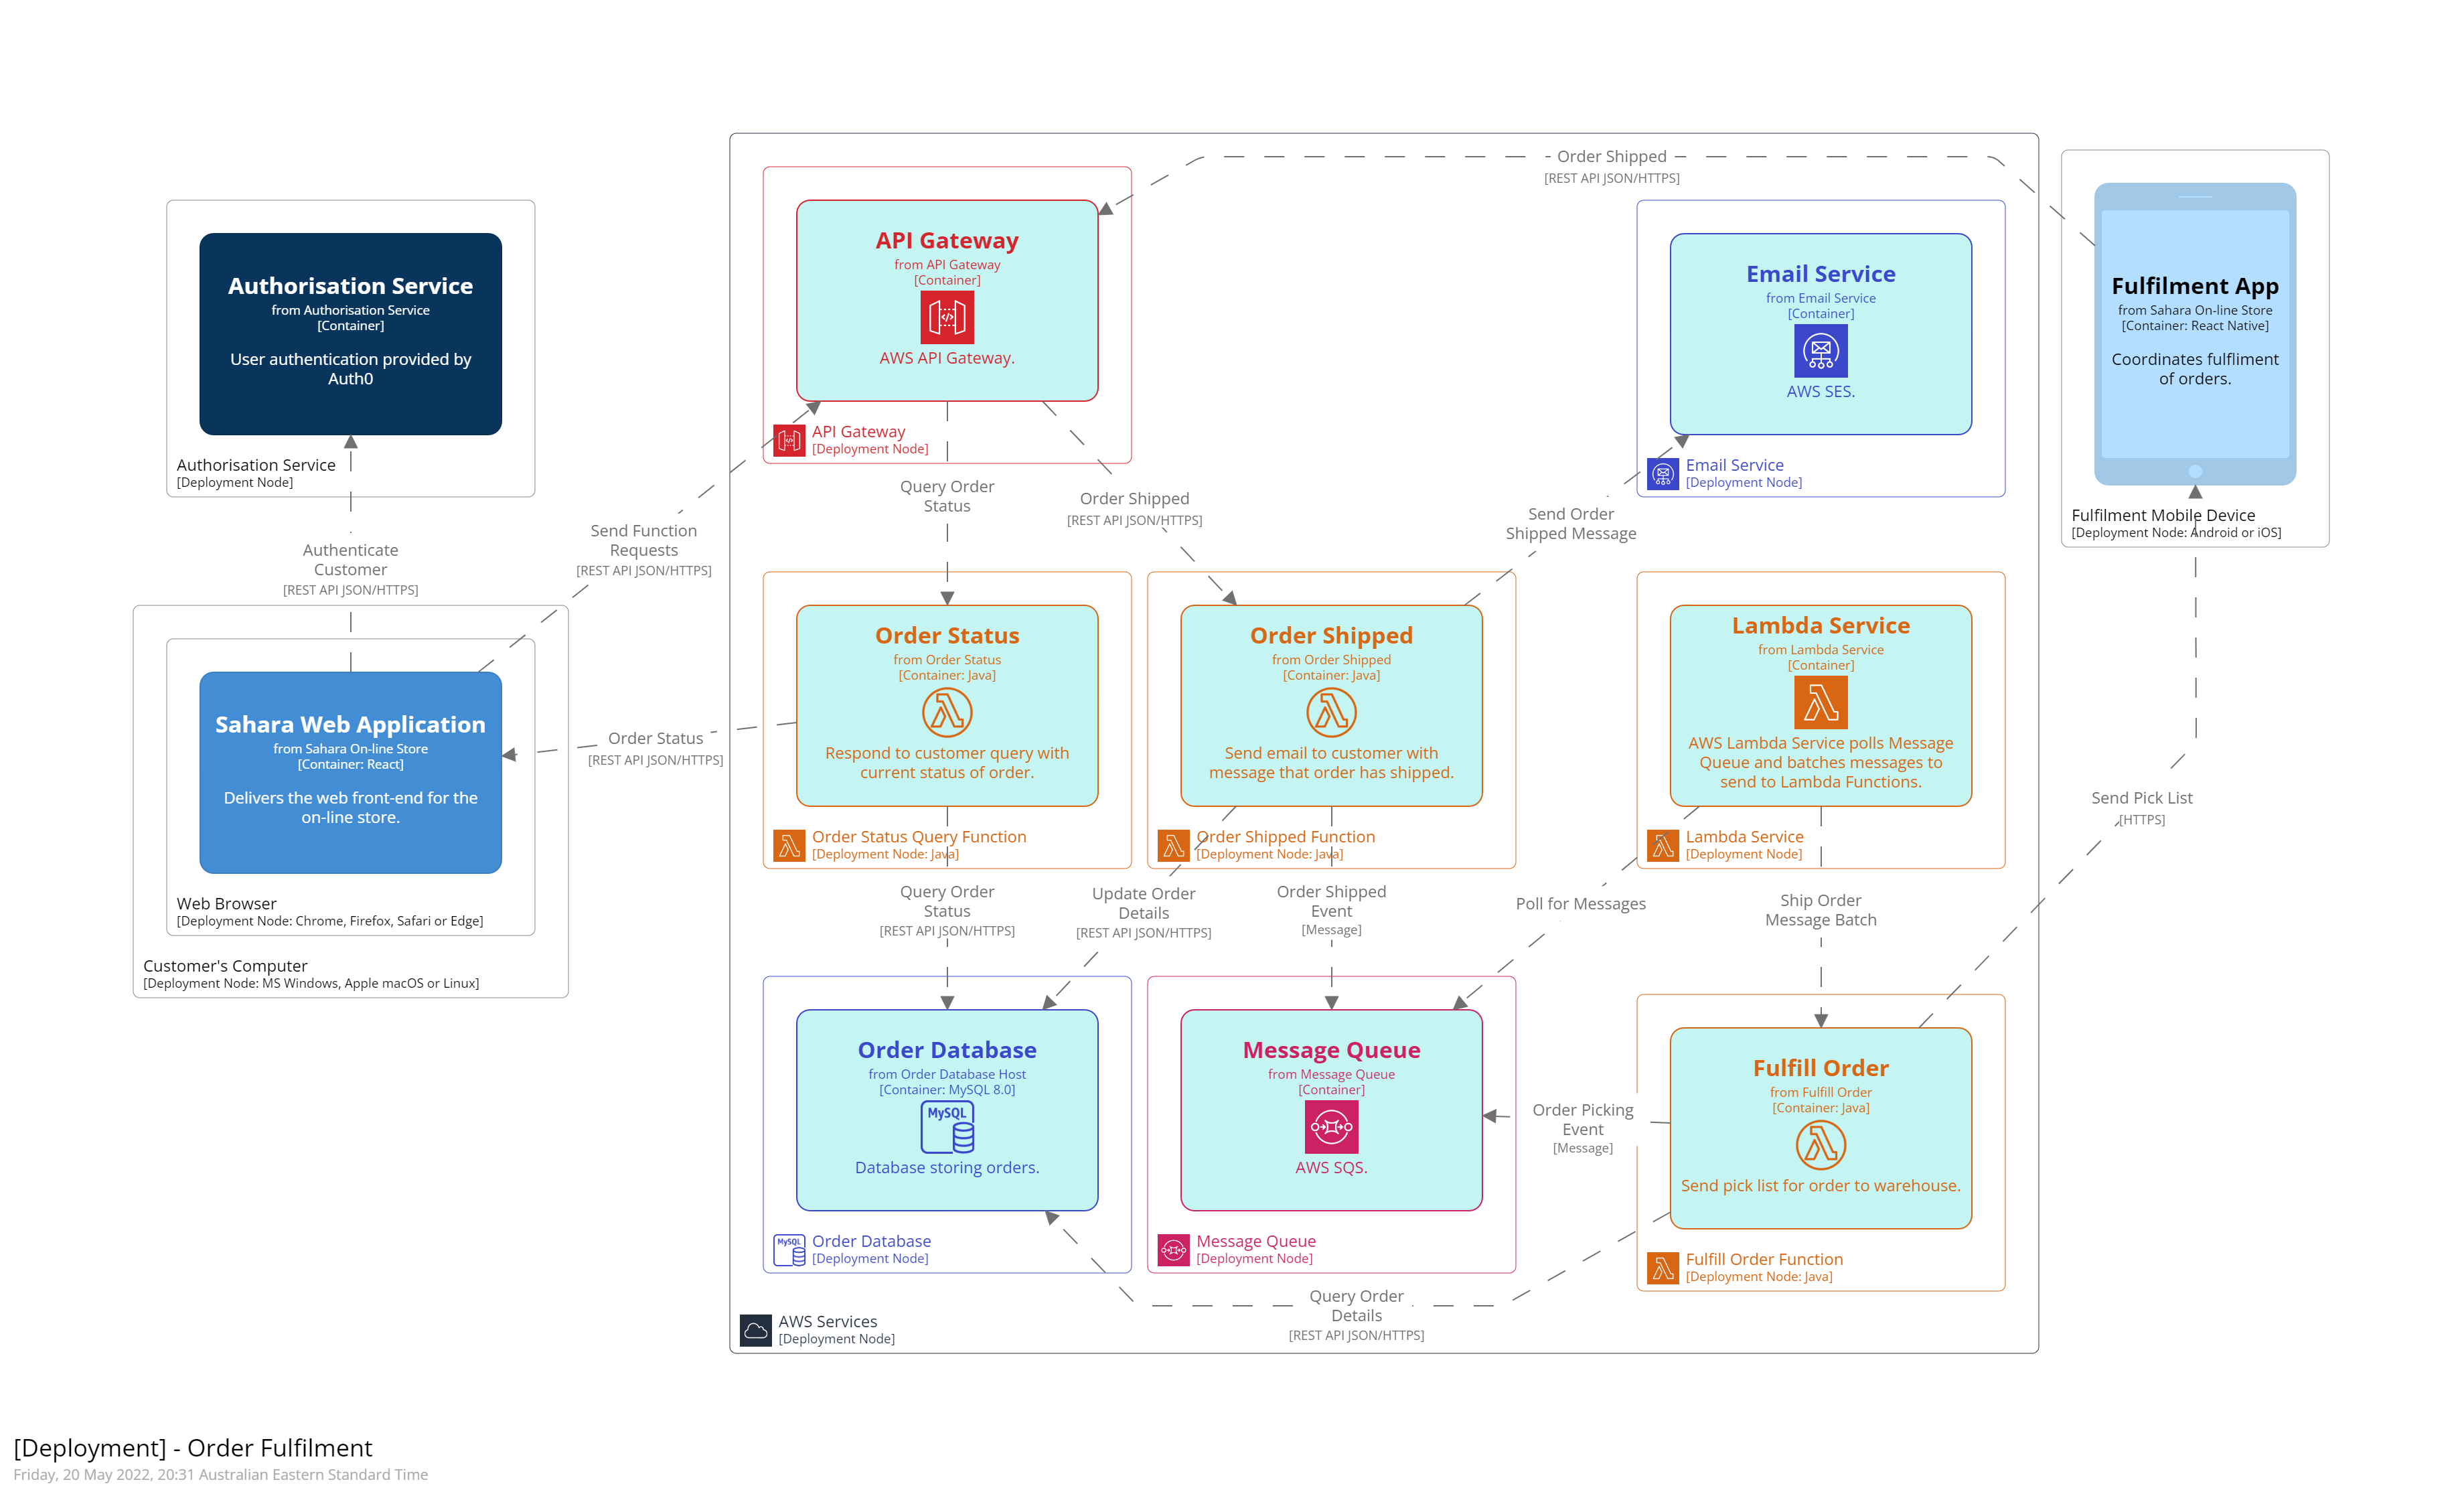 Order Shipped
[REST API JSON/HTTPS]
API Gateway
from API Gateway
[Container]
AWS API Gateway.
API Gateway
[Deployment Node]
Email Service
from Email Service
[Container]
AWS SES.
Email Service
[Deployment Node]
Authorisation Service
from Authorisation Service
[Container]
User authentication provided by
Auth0
Authorisation Service
[Deployment Node]
Fulfilment App
from Sahara On-line Store
[Container: React Native]
Coordinates fulfliment
of orders.
Fulfilment Mobile Device
[Deployment Node: Android or iOS]
Authenticate
Customer
[REST API JSON/HTTPS]
Send Function
Requests
[REST API JSON/HTTPS]
Query Order
Status
Order Shipped
[REST API JSON/HTTPS]
Send Order
Shipped Message
Sahara Web Application
from Sahara On-line Store
[Container: React]
Delivers the web front-end for the
on-line store.
Web Browser
[Deployment Node: Chrome, Firefox, Safari or Edge]
Customer's Computer
[Deployment Node: MS Windows, Apple macOS or Linux]
Order Status
[REST API JSON/HTTPS]
Order Status
from Order Status
[Container: Java]
Respond to customer query with
current status of order.
Order Status Query Function
[Deployment Node: Java]
Order Shipped
from Order Shipped
[Container: Java]
Send email to customer with
message that order has shipped.
Order Shipped Function
[Deployment Node: Java]
Lambda Service
from Lambda Service
[Container]
AWS Lambda Service polls Message
Queue and batches messages to
send to Lambda Functions.
Lambda Service
[Deployment Node]
Send Pick List
[HTTPS]
Query Order
Status
[REST API JSON/HTTPS]
Update Order
Details
[REST API JSON/HTTPS]
Order Shipped
Event
[Message]
Poll for Messages
Ship Order
Message Batch
Order Database
from Order Database Host
[Container: MySQL 8.0]
MySQL
Database storing orders.
MySQL
Order Database
[Deployment Node]
Message Queue
from Message Queue
[Container]
AWS SQS.
Message Queue
[Deployment Node]
Order Picking
Event
[Message]
Fulfill Order
from Fulfill Order
[Container: Java]
Send pick list for order to warehouse.
Fulfill Order Function
[Deployment Node: Java]
Query Order
Details
[REST API JSON/HTTPS]
AWS Services
[Deployment Node]
[Deployment] - Order Fulfilment
Friday, 20 May 2022, 20:31 Australian Eastern Standard Time